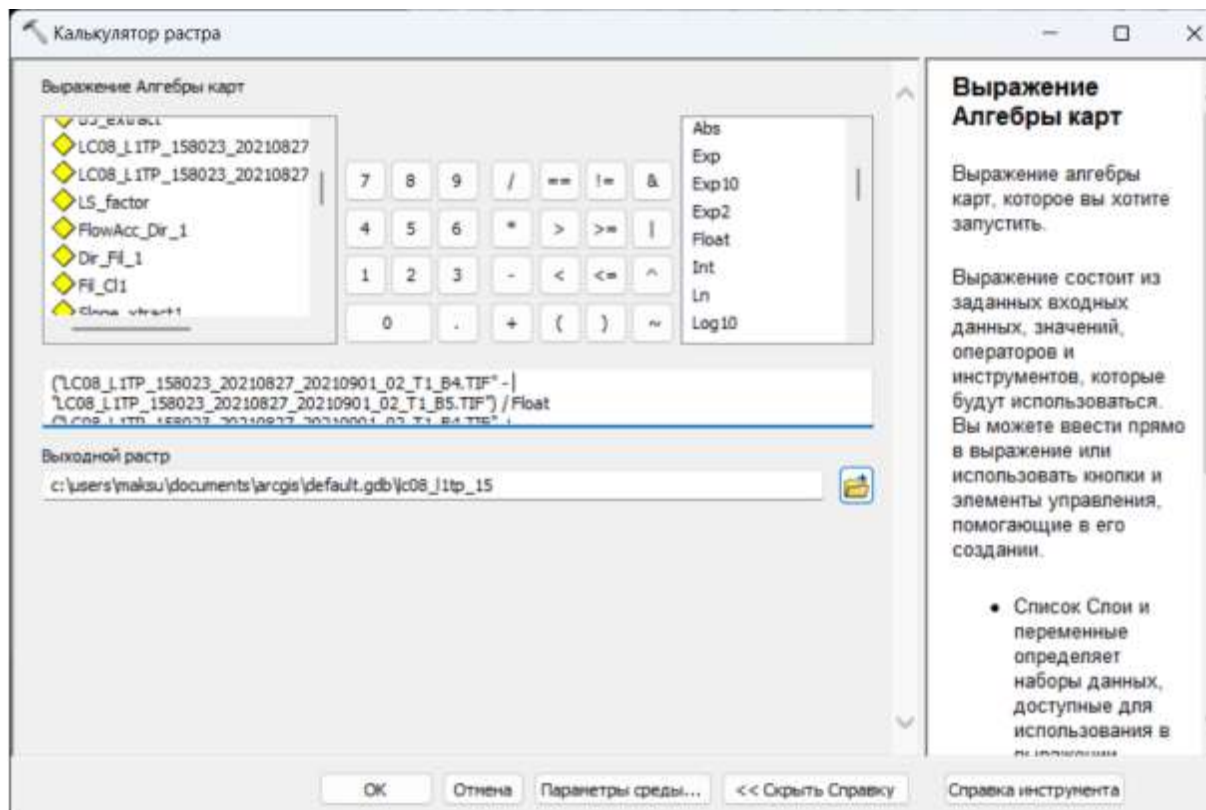 Калькулятор растра
Выражение Алгебры карт
D5_extract
LC08_L1TP_158023_20210827
LC08_L1TP_158023_20210827
LS_factor
FlowAcc_Dir_1
Dir_Fil_1
Fil_Cl1
7 8 9 / == != &
4 5 6 * > >= |
1 2 3 - < <= ^
0 . + ( ) ~
Abs
Exp
Exp10
Exp2
Float
Int
Ln
Log10
("LC08_L1TP_158023_20210827_20210901_02_T1_B4.TIF" -
"LC08_L1TP_158023_20210827_20210901_02_T1_B5.TIF") / Float
("LC08_L1TP_158023_20210827_20210901_02_T1_B4.TIF" +
Выходной растр
c:\users\maksu\documents\arcgis\default.gdb\lc08_l1tp_15
OK
Отмена
Параметры среды...
<< Скрыть Справку
Справка инструмента
Выражение
Алгебры карт
Выражение алгебры
карт, которое вы хотите
запустить.
Выражение состоит из
заданных входных
данных, значений,
операторов и
инструментов, которые
будут использоваться.
Вы можете ввести прямо
в выражение или
использовать кнопки и
элементы управления,
помогающие в его
создании.
• Список Слои и
переменные
определяет
наборы данных,
доступные для
использования в
выражении